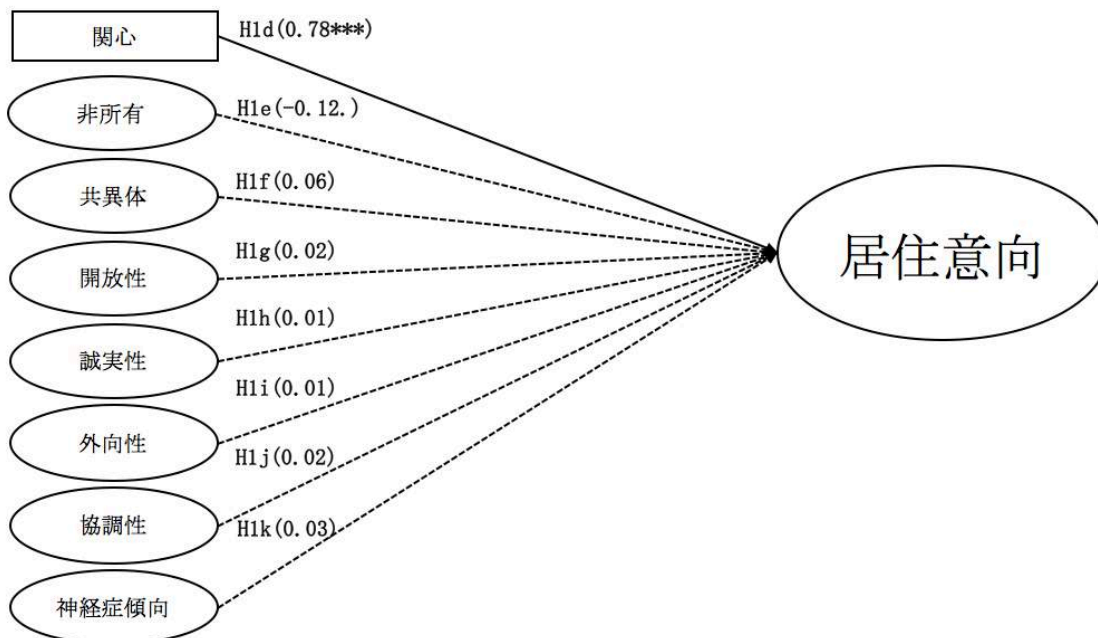 関心
H1d(0.78***)
非所有
H1e(-0.12.)
共異体
H1f(0.06)
開放性
H1g(0.02)
誠実性
H1h(0.01)
外向性
H1i(0.01)
協調性
H1j(0.02)
神経症傾向
H1k(0.03)
居住意向